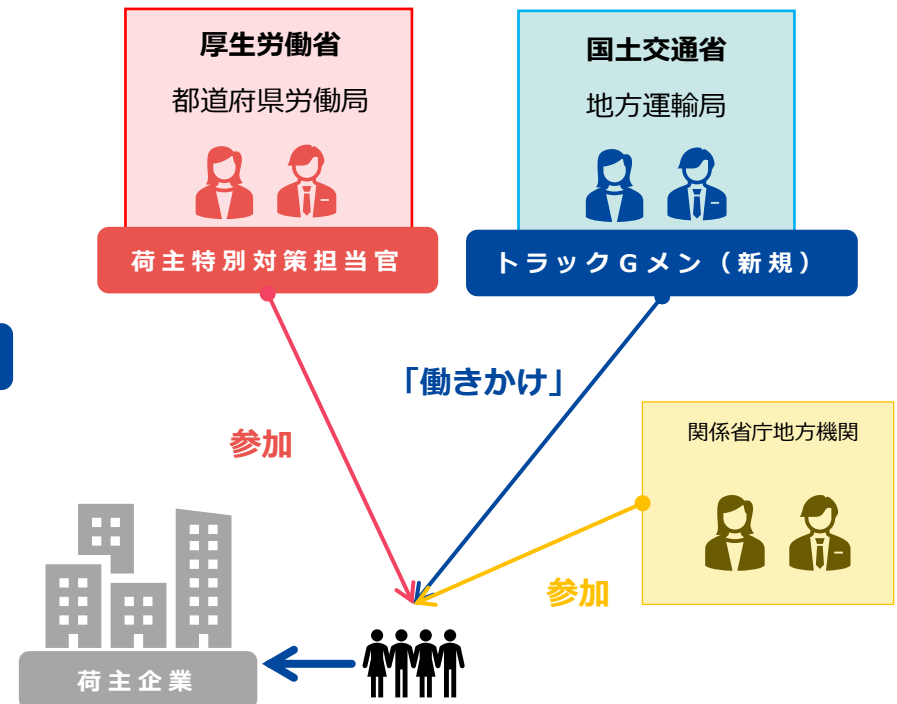 厚生労働省
都道府県労働局
荷主特別対策担当官
国土交通省
地方運輸局
トラックGメン（新規）
「働きかけ」
参加
関係省庁地方機関
参加
荷主企業